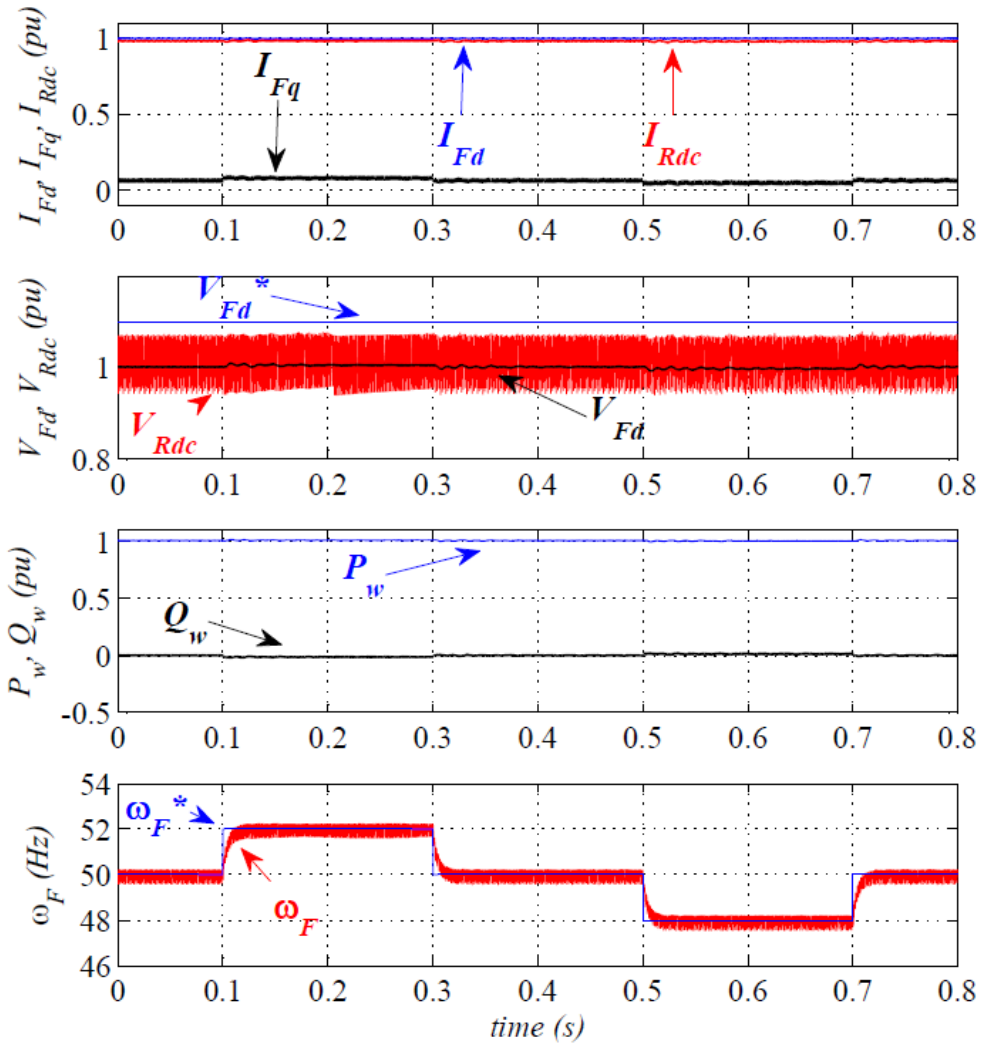 I_Fd, I_Fq, I_Rdc (pu)
1
0.5
0
I_Fq
I_Fd
I_Rdc
0 0.1 0.2 0.3 0.4 0.5 0.6 0.7 0.8
V_Fd, V_Rdc (pu)
1
0.8
V_Fd*
V_Rdc
V_Fd
0 0.1 0.2 0.3 0.4 0.5 0.6 0.7 0.8
P_w, Q_w (pu)
1
0.5
0
-0.5
P_w
Q_w
0 0.1 0.2 0.3 0.4 0.5 0.6 0.7 0.8
ω_F (Hz)
54
52
50
48
46
ω_F*
ω_F
0 0.1 0.2 0.3 0.4 0.5 0.6 0.7 0.8
time (s)